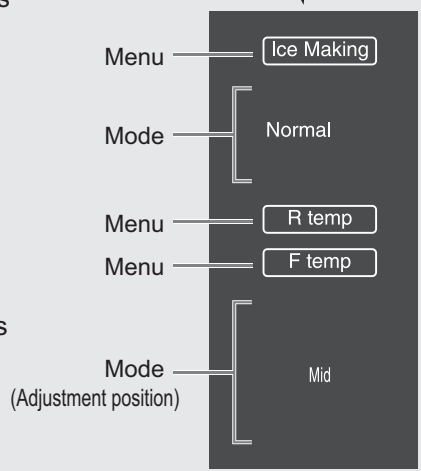 s
Menu
Ice Making
Mode
Normal
Menu
R temp
Menu
F temp
s
Mode
(Adjustment position)
Mid